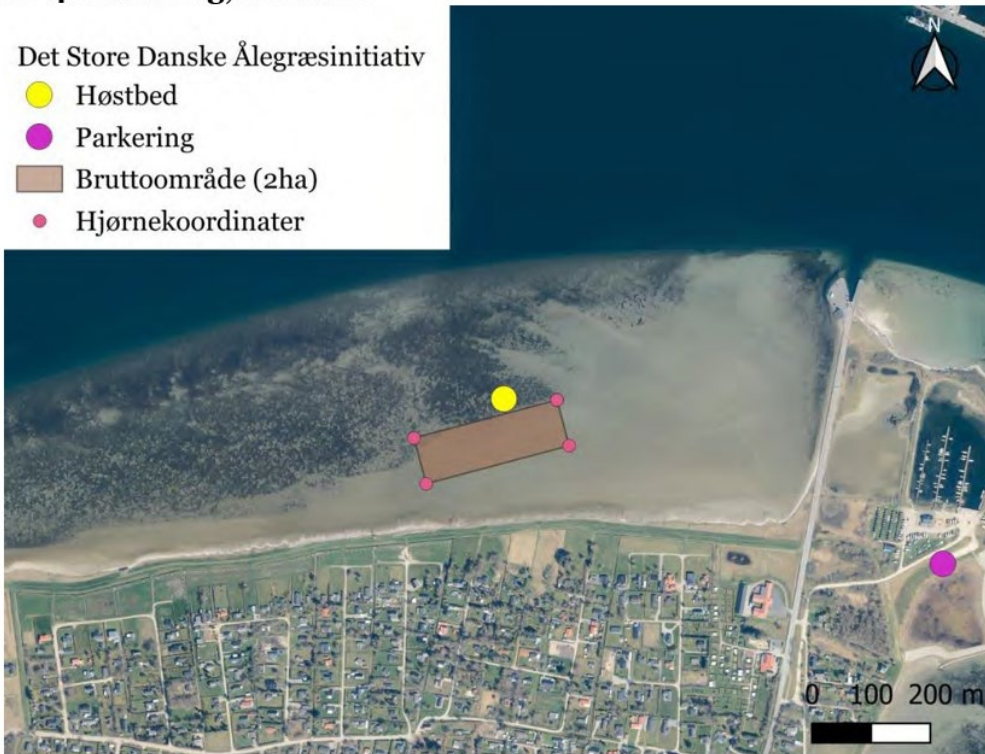 Det Store Danske Ålegræsinitiativ
Høstbed
Parkering
Bruttoområde (2ha)
Hjørnekoordinater
N
0 100 200 m